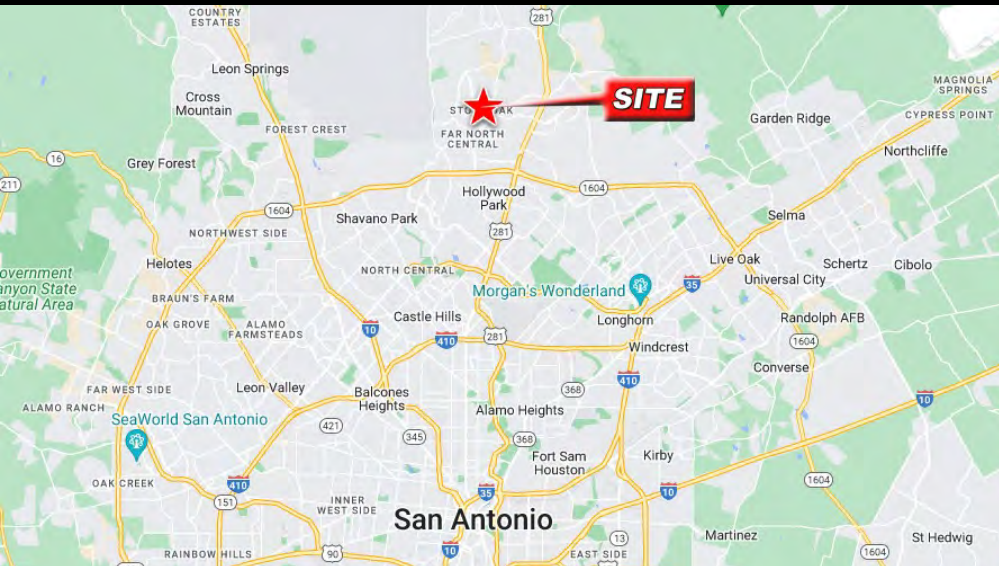 COUNTRY
ESTATES
281
Leon Springs
SITE
MAGNOLIA
SPRINGS
Cross
Mountain
CYPRESS POINT
Garden Ridge
FOREST CREST
FAR NORTH
CENTRAL
Northcliffe
16
Grey Forest
211
Hollywood
Park
1604
1604
Shavano Park
Selma
281
NORTHWEST SIDE
Helotes
NORTH CENTRAL
Live Oak
Schertz
Cibolo
Universal City
Morgan's Wonderland
35
BRAUN'S FARM
Castle Hills
Longhorn
Randolph AFB
OAK GROVE
ALAMO
FARMSTEADS
10
410
281
1604
Windcrest
Converse
410
FAR WEST SIDE
Leon Valley
Balcones
Heights
368
10
ALAMO RANCH
SeaWorld San Antonio
Alamo Heights
421
345
368
Fort Sam
Houston
Kirby
OAK CREEK
410
35
10
1604
151
INNER
WEST SIDE
San Antonio
13
Martinez
St Hedwig
RAINBOW HILLS
90
10
EAST SIDE
1604